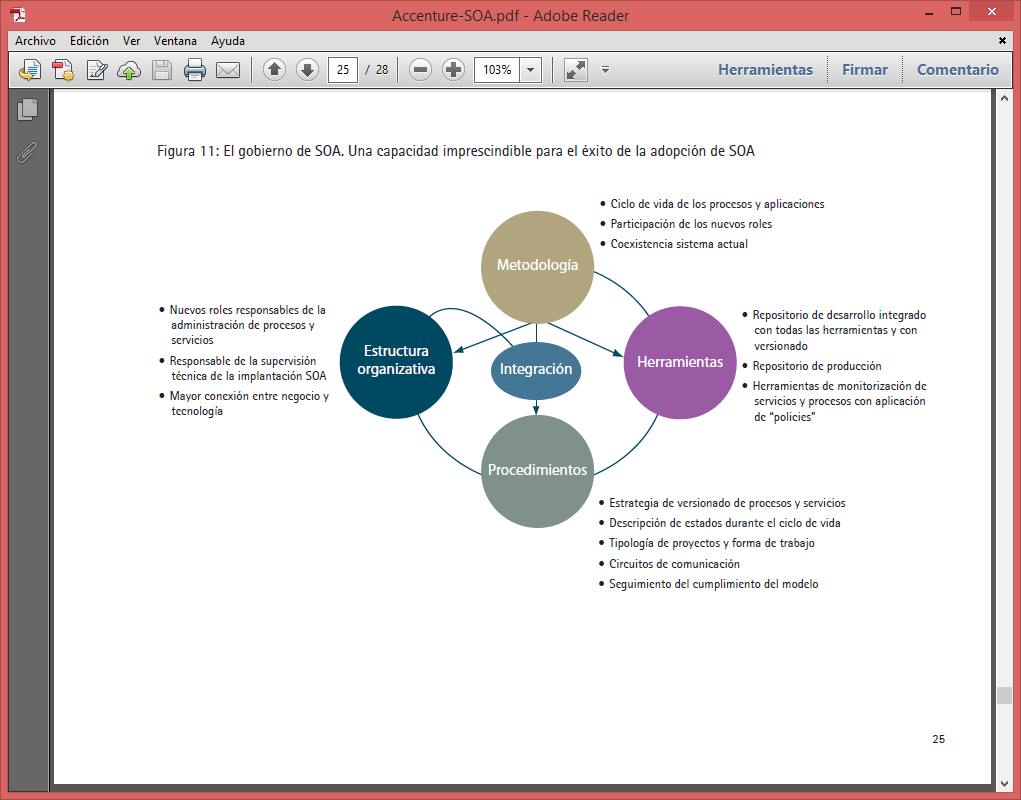 Accenture-SOA.pdf - Adobe Reader
Archivo Edición Ver Ventana Ayuda
25 / 28 103% Herramientas Firmar Comentario
Figura 11: El gobierno de SOA. Una capacidad imprescindible para el éxito de la adopción de SOA
• Ciclo de vida de los procesos y aplicaciones
• Participación de los nuevos roles
• Coexistencia sistema actual
Metodología
• Nuevos roles responsables de la
administración de procesos y
servicios
• Responsable de la supervisión
técnica de la implantación SOA
• Mayor conexión entre negocio y
tecnología
Estructura
organizativa
Integración
Herramientas
• Repositorio de desarrollo integrado
con todas las herramientas y con
versionado
• Repositorio de producción
• Herramientas de monitorización de
servicios y procesos con aplicación
de “policies”
Procedimientos
• Estrategia de versionado de procesos y servicios
• Descripción de estados durante el ciclo de vida
• Tipología de proyectos y forma de trabajo
• Circuitos de comunicación
• Seguimiento del cumplimiento del modelo
25